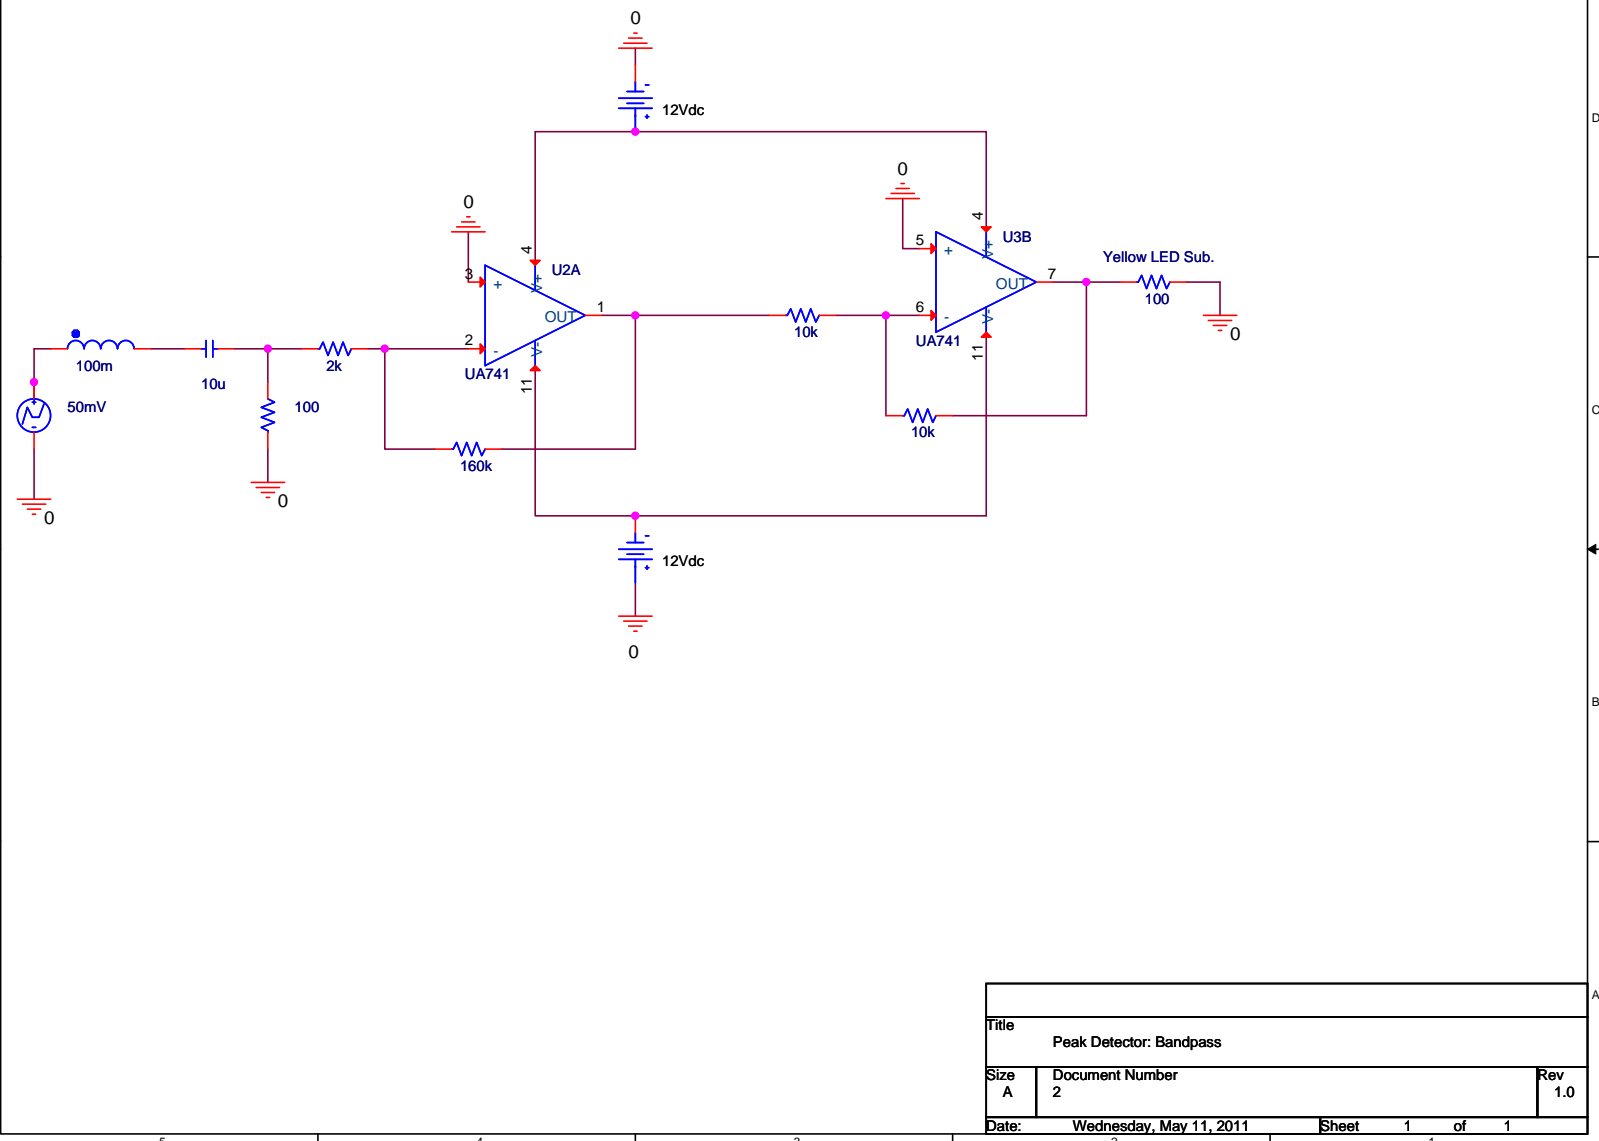 0
12Vdc
D
0
0
4
U3B
5
+
V+
Yellow LED Sub.
4
U2A
3
+
V+
OUT
7
100
0
1
OUT
10k
6
-
V-
UA741
11
2
-
V-
UA741
11
100m
10u
2k
50mV
100
10k
C
160k
0
0
12Vdc
0
B
A
Title
Peak Detector: Bandpass
Size
A
Document Number
2
Rev
1.0
Date:
Wednesday, May 11, 2011
Sheet 1 of 1